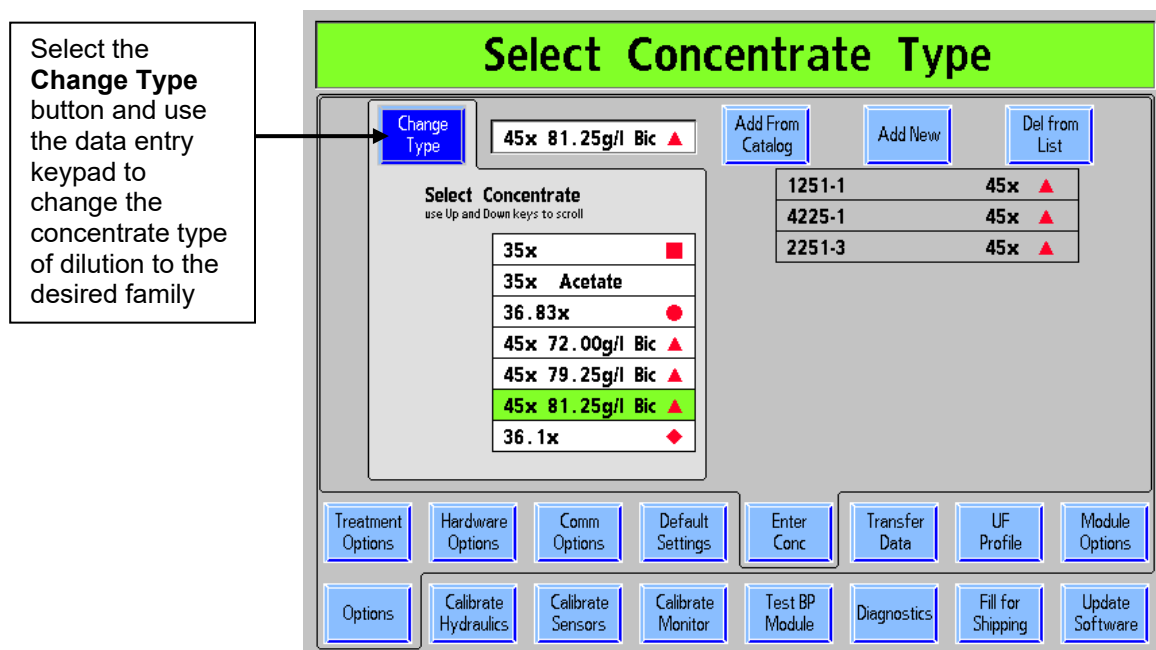 Select the
Change Type
button and use
the data entry
keypad to
change the
concentrate type
of dilution to the
desired family
Select Concentrate Type
Change
Type
45x 81.25g/l Bic
Add From
Catalog
Add New
Del from
List
Select Concentrate
use Up and Down keys to scroll
35x
35x Acetate
36.83x
45x 72.00g/l Bic
45x 79.25g/l Bic
45x 81.25g/l Bic
36.1x
1251-1 45x
4225-1 45x
2251-3 45x
Treatment
Options
Hardware
Options
Comm
Options
Default
Settings
Enter
Conc
Transfer
Data
UF
Profile
Module
Options
Options
Calibrate
Hydraulics
Calibrate
Sensors
Calibrate
Monitor
Test BP
Module
Diagnostics
Fill for
Shipping
Update
Software